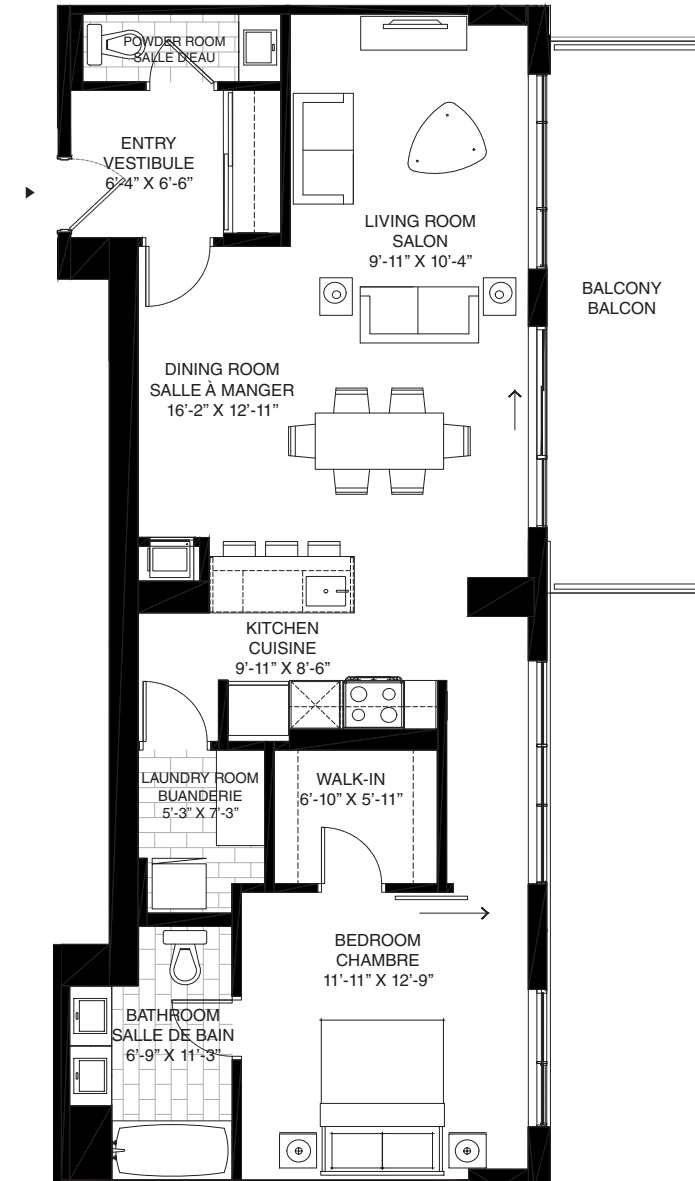 POWDER ROOM
SALLE D'EAU
ENTRY
VESTIBULE
6'-4” X 6'-6”
LIVING ROOM
SALON
9'-11” X 10'-4”
BALCONY
BALCON
DINING ROOM
SALLE À MANGER
16'-2” X 12'-11”
KITCHEN
CUISINE
9'-11” X 8'-6”
LAUNDRY ROOM
BUANDERIE
5'-3” X 7'-3”
WALK-IN
6'-10” X 5'-11”
BEDROOM
CHAMBRE
11'-11” X 12'-9”
BATHROOM
SALLE DE BAIN
6'-9” X 11'-3”